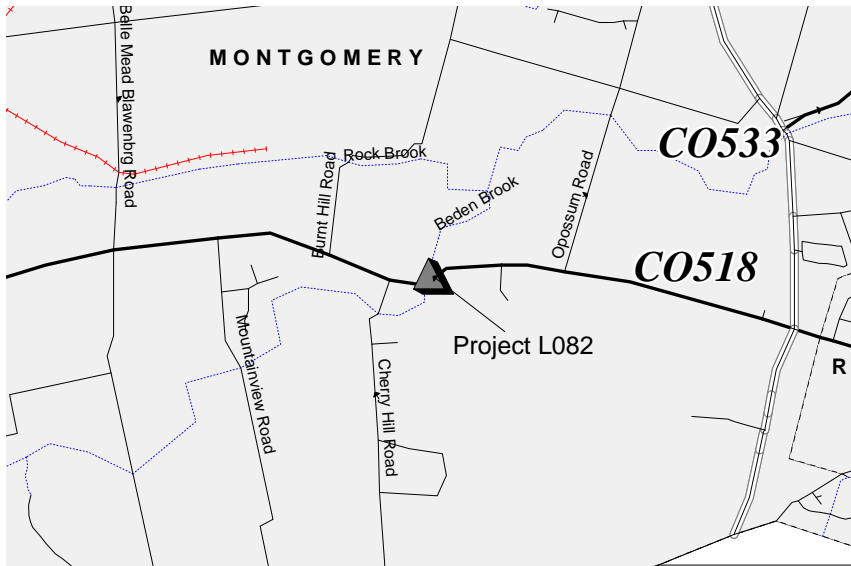 Belle Mead Blawenbrg Road
MONTGOMERY
CO533
Rock Brook
Burnt Hill Road
Beden Brook
Opossum Road
CO518
Project L082
Mountainview Road
Cherry Hill Road
R